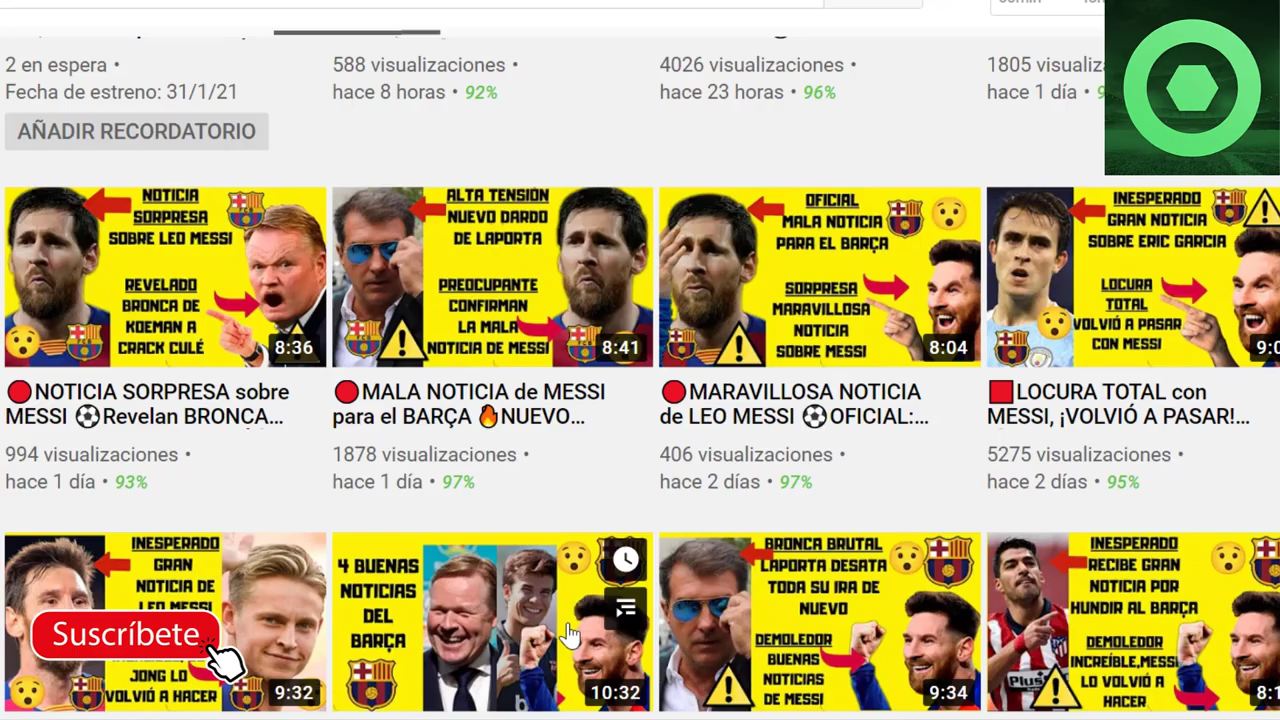 2 en espera •
Fecha de estreno: 31/1/21
AÑADIR RECORDATORIO
588 visualizaciones •
hace 8 horas • 92%
4026 visualizaciones •
hace 23 horas • 96%
1805
hace 1 día •
NOTICIA
SORPRESA
SOBRE LEO MESSI
REVELADO
BRONCA DE
KOEMAN A
CRACK CULÉ
8:36
ALTA TENSIÓN
NUEVO DARDO
DE LAPORTA
PREOCUPANTE
CONFIRMAN
LA MALA
NOTICIA DE MESSI
8:41
OFICIAL
MALA NOTICIA
PARA EL BARÇA
SORPRESA
MARAVILLOSA
NOTICIA
SOBRE MESSI
8:04
INESPERADO
GRAN NOTICIA
SOBRE ERIC GARCIA
LOCURA
TOTAL
VOLVIÓ A PASAR
CON MESSI
🔴NOTICIA SORPRESA sobre
MESSI ⚽Revelan BRONCA...
994 visualizaciones •
hace 1 día • 93%
🔴MALA NOTICIA de MESSI
para el BARÇA 🔥NUEVO...
1878 visualizaciones •
hace 1 día • 97%
🔴MARAVILLOSA NOTICIA
de LEO MESSI ⚽OFICIAL:...
406 visualizaciones •
hace 2 días • 97%
🟥LOCURA TOTAL con
MESSI, ¡VOLVIÓ A PASAR!...
5275 visualizaciones •
hace 2 días • 95%
INESPERADO
GRAN
NOTICIA DE
LEO MESSI
Suscríbete
JONG LO
VOLVIÓ A HACER
9:32
4 BUENAS
NOTICIAS
DEL
BARÇA
10:32
BRONCA BRUTAL
LAPORTA DESATA
TODA SU IRA DE
NUEVO
DEMOLEDOR
BUENAS
NOTICIAS
DE MESSI
9:34
INESPERADO
RECIBE GRAN
NOTICIA POR
HUNDIR AL BARÇA
DEMOLEDOR
INCREÍBLE,MESSI
LO VOLVIÓ A
HACER
Plus